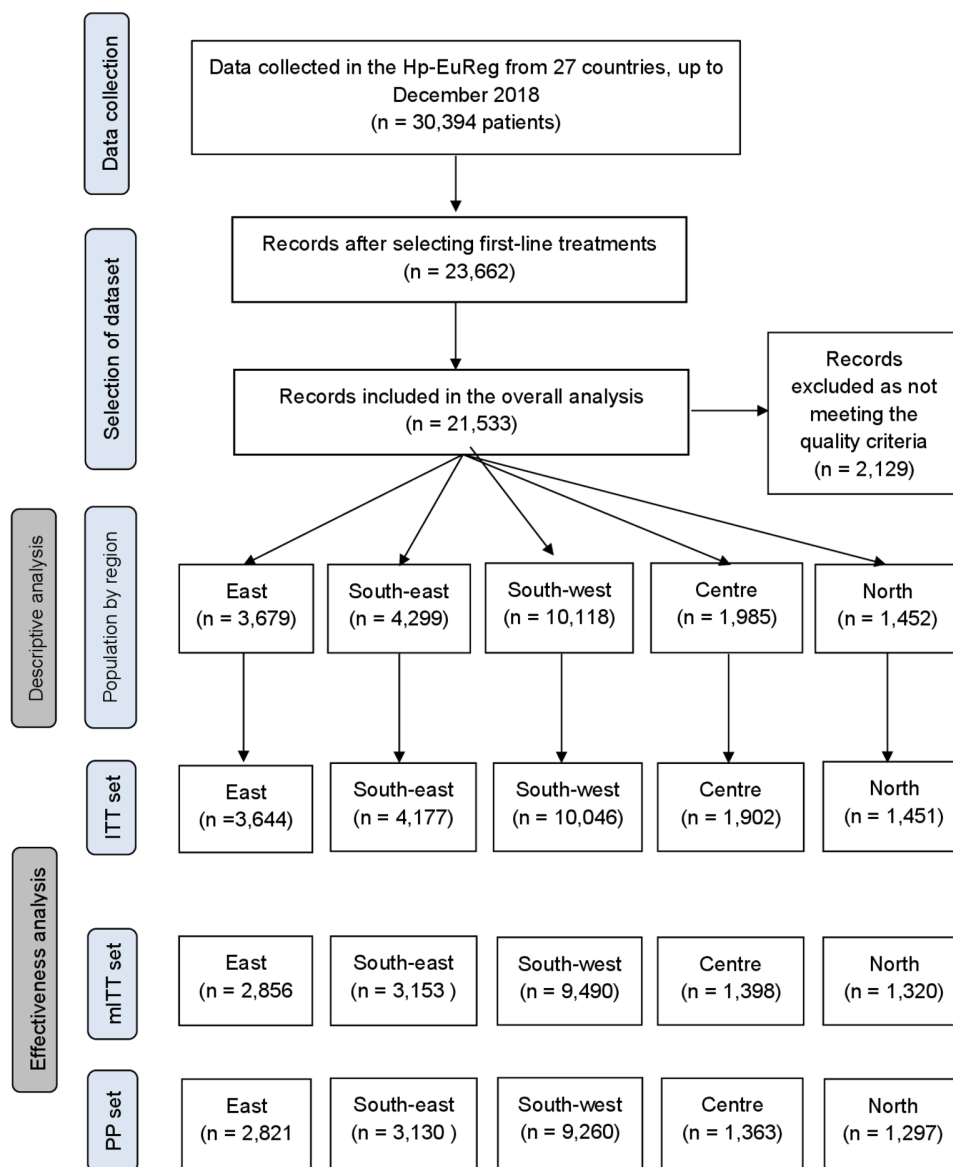 Data collection
Data collected in the Hp-EuReg from 27 countries, up to
December 2018
(n = 30,394 patients)
Selection of dataset
Records after selecting first-line treatments
(n = 23,662)
Records included in the overall analysis
(n = 21,533)
Records
excluded as not
meeting the
quality criteria
(n = 2,129)
Descriptive analysis
Population by region
East
(n = 3,679)
South-east
(n = 4,299)
South-west
(n = 10,118)
Centre
(n = 1,985)
North
(n = 1,452)
Effectiveness analysis
ITT set
East
(n =3,644)
South-east
(n = 4,177)
South-west
(n = 10,046)
Centre
(n = 1,902)
North
(n = 1,451)
mITT set
East
(n = 2,856
South-east
(n = 3,153 )
South-west
(n = 9,490)
Centre
(n = 1,398)
North
(n = 1,320)
PP set
East
(n = 2,821
South-east
(n = 3,130 )
South-west
(n = 9,260)
Centre
(n = 1,363)
North
(n = 1,297)